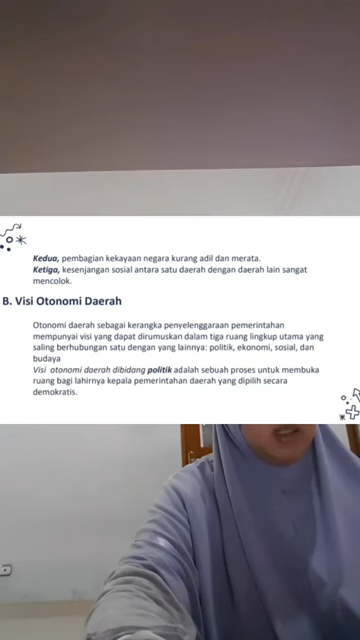 Kedua, pembagian kekayaan negara kurang adil dan merata.
Ketiga, kesenjangan sosial antara satu daerah dengan daerah lain sangat
mencolok.
B. Visi Otonomi Daerah
Otonomi daerah sebagai kerangka penyelenggaraan pemerintahan
mempunyai visi yang dapat dirumuskan dalam tiga ruang lingkup utama yang
saling berhubungan satu dengan yang lainnya: politik, ekonomi, sosial, dan
budaya
Visi otonomi daerah dibidang politik adalah sebuah proses untuk membuka
ruang bagi lahirnya kepala pemerintahan daerah yang dipilih secara
demokratis.